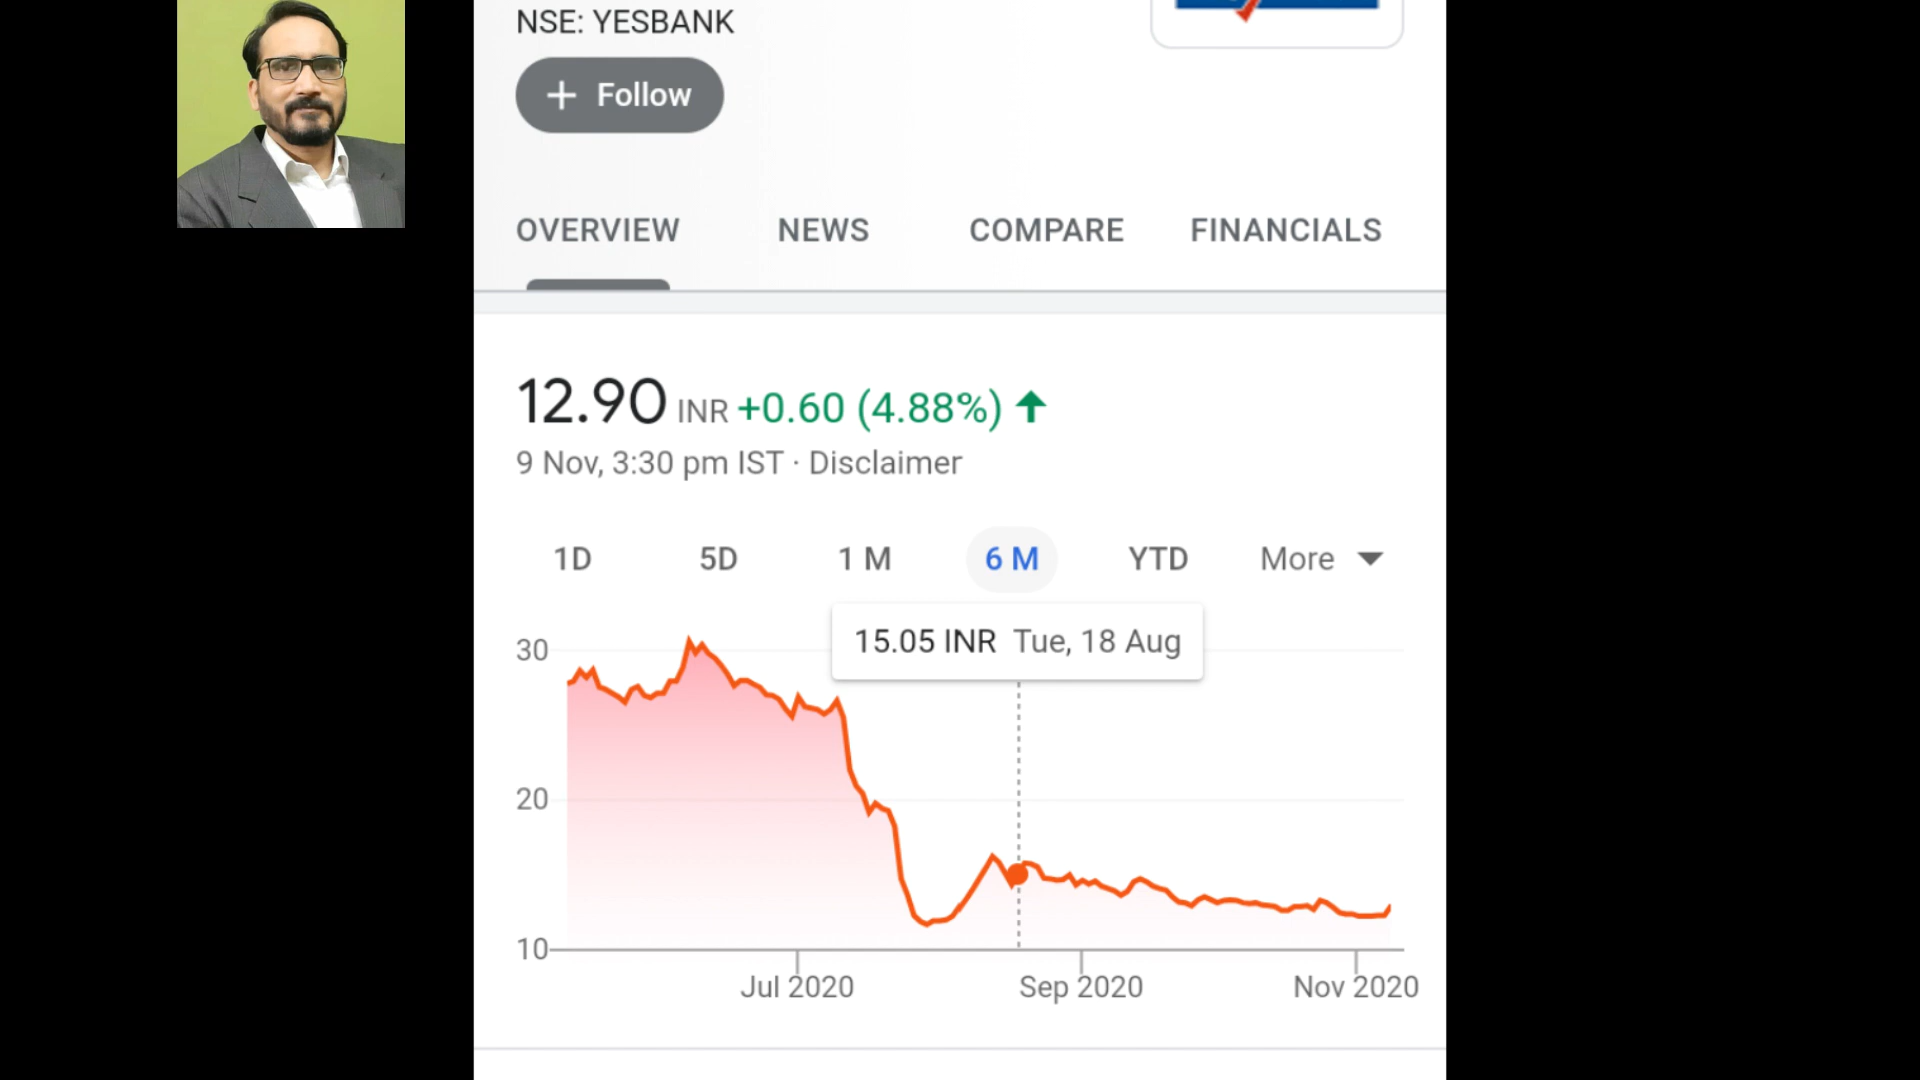 NSE: YESBANK
+ Follow
OVERVIEW NEWS COMPARE FINANCIALS
12.90 INR +0.60 (4.88%)
9 Nov, 3:30 pm IST · Disclaimer
1D 5D 1 M 6 M YTD More
15.05 INR Tue, 18 Aug
30
20
10
Jul 2020 Sep 2020 Nov 2020